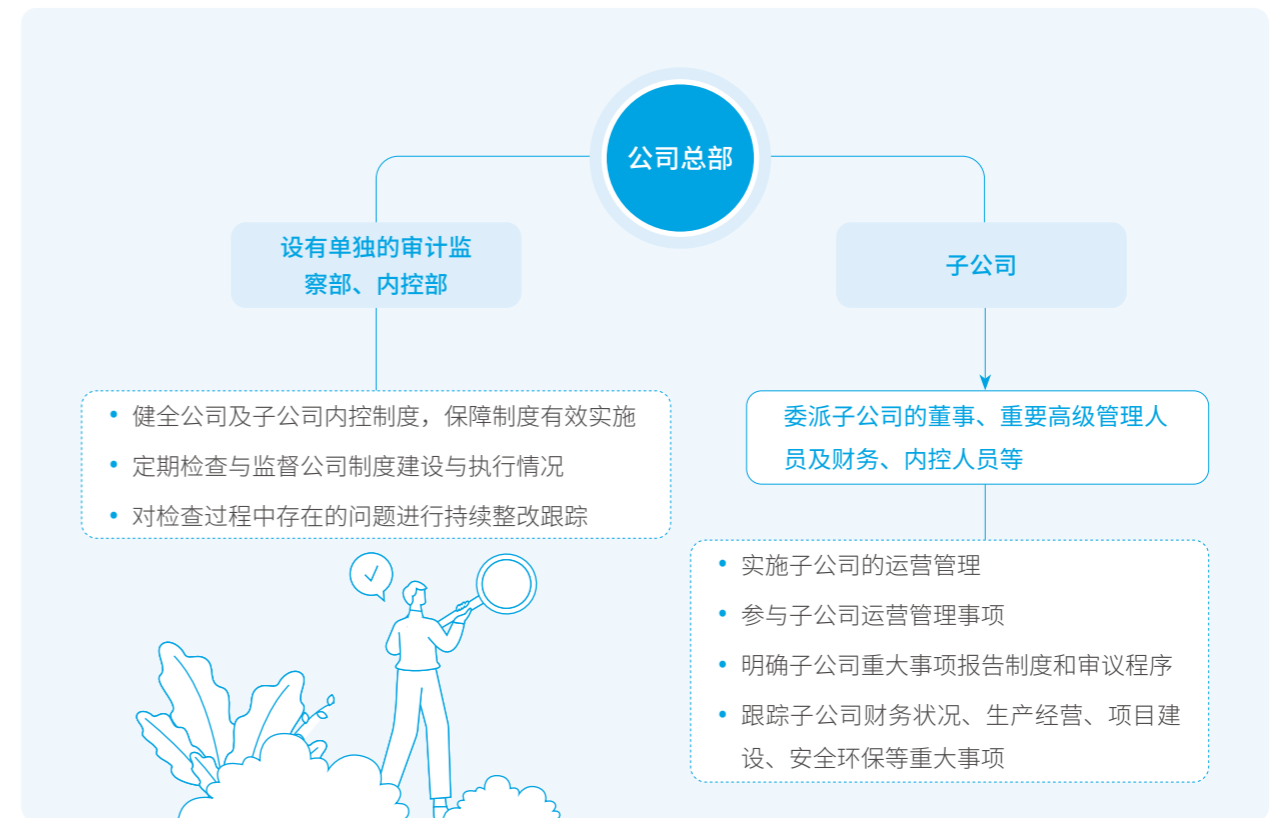 公司总部
设有单独的审计监
察部、内控部
• 健全公司及子公司内控制度，保障制度有效实施
• 定期检查与监督公司制度建设与执行情况
• 对检查过程中存在的问题进行持续整改跟踪
子公司
委派子公司的董事、重要高级管理人
员及财务、内控人员等
• 实施子公司的运营管理
• 参与子公司运营管理事项
• 明确子公司重大事项报告制度和审议程序
• 跟踪子公司财务状况、生产经营、项目建
设、安全环保等重大事项